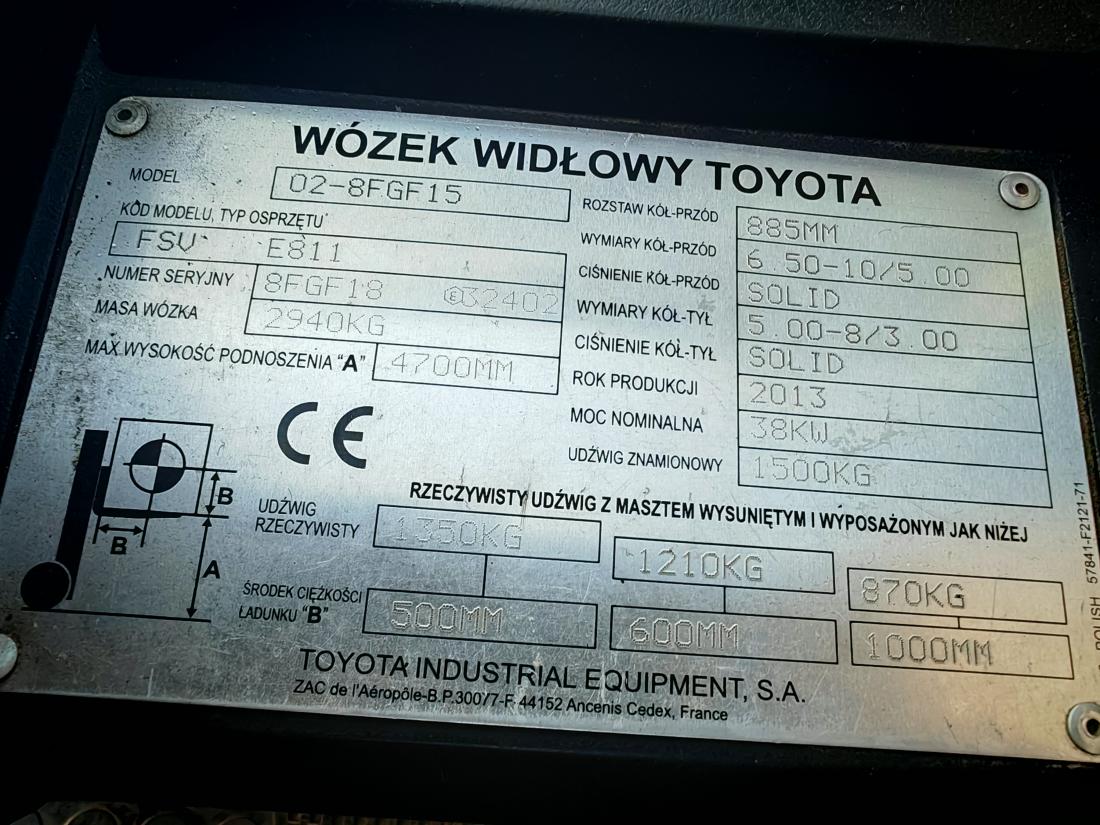 WÓZEK WIDŁOWY TOYOTA
MODEL 02-8FGF15
KOD MODELU, TYP OSPRZĘTU
FSV E811
NUMER SERYJNY 8FGF18 Ⓔ32402
MASA WÓZKA 2940KG
MAX.WYSOKOŚĆ PODNOSZENIA "A" 4700MM
ROZSTAW KÓŁ-PRZÓD 885MM
WYMIARY KÓŁ-PRZÓD 6.50-10/5.00
CIŚNIENIE KÓŁ-PRZÓD SOLID
WYMIARY KÓŁ-TYŁ 5.00-8/3.00
CIŚNIENIE KÓŁ-TYŁ SOLID
ROK PRODUKCJI 2013
MOC NOMINALNA 38KW
UDŹWIG ZNAMIONOWY 1500KG
CE
B
B
A
RZECZYWISTY UDŹWIG Z MASZTEM WYSUNIĘTYM I WYPOSAŻONYM JAK NIŻEJ
UDŹWIG
RZECZYWISTY 1350KG 1210KG 870KG
ŚRODEK CIĘŻKOŚCI
ŁADUNKU "B" 500MM 600MM 1000MM
TOYOTA INDUSTRIAL EQUIPMENT, S.A.
ZAC de l'Aéropôle-B.P.30077-F 44152 Ancenis Cedex, France
POLISH 57841-F2121-71